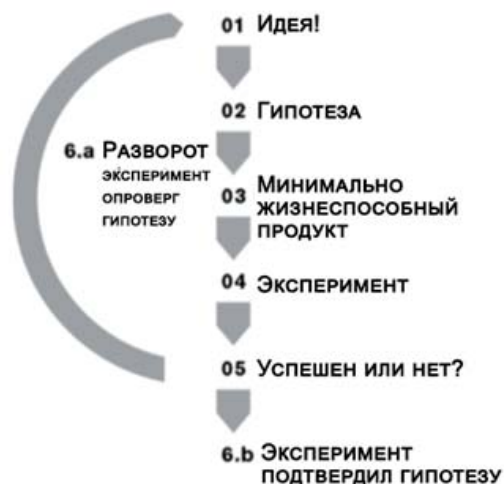 01 Идея!
02 Гипотеза
6.a Разворот
эксперимент
опроверг
гипотезу
03 Минимально
жизнеспособный
продукт
04 Эксперимент
05 Успешен или нет?
6.b Эксперимент
подтвердил гипотезу